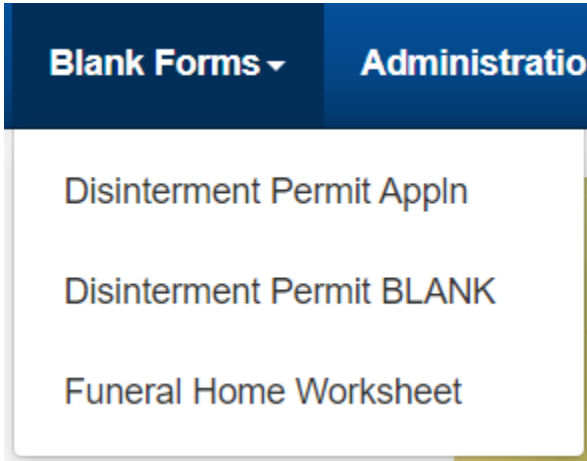 Blank Forms Administratio
Disinterment Permit Appln
Disinterment Permit BLANK
Funeral Home Worksheet